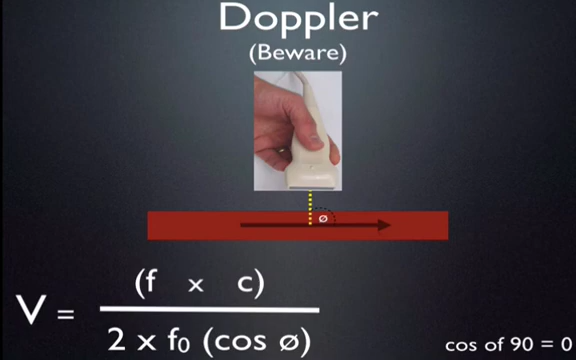 Doppler
(Beware)
ø
(f x c)
V =
2 x f₀ (cos ø)
cos of 90 = 0